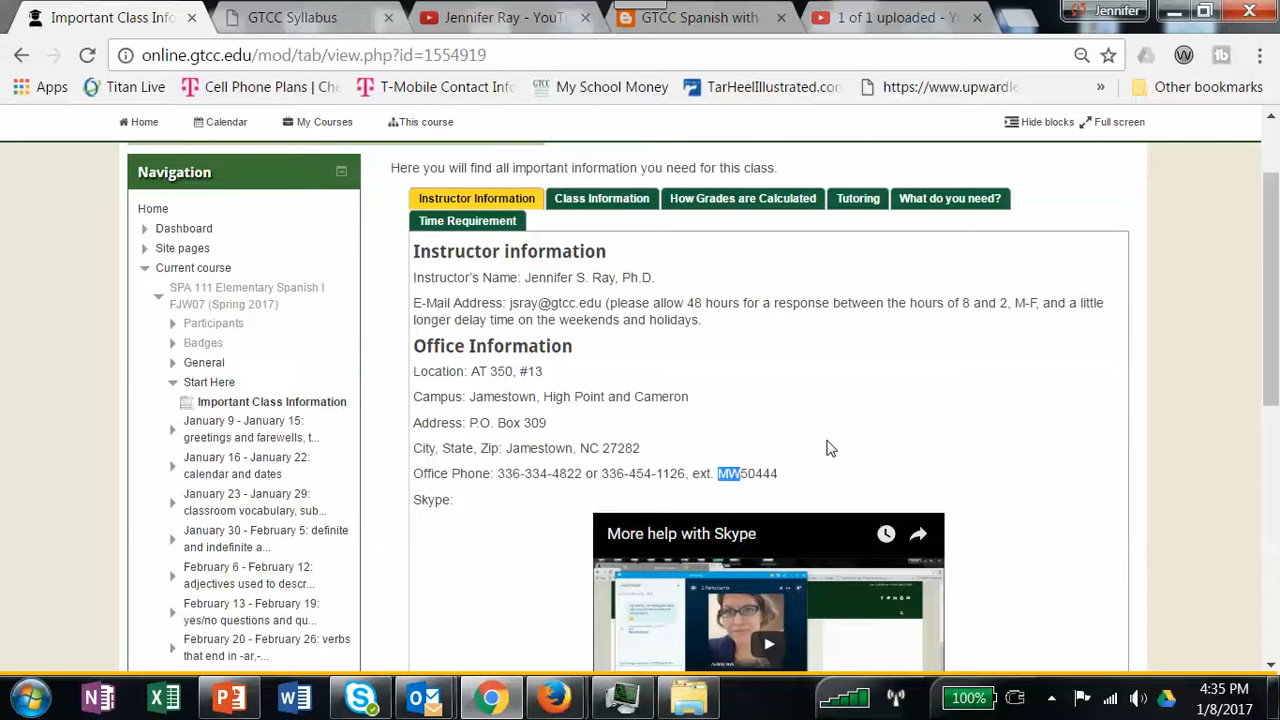 Important Class Info
GTCC Syllabus
Jennifer Ray - YouT
GTCC Spanish with
1 of 1 uploaded - Yo
Jennifer
online.gtcc.edu/mod/tab/view.php?id=1554919
Apps
Titan Live
Cell Phone Plans | Che
T-Mobile Contact Info
GTCC
My School Money
TarHeelIllustrated.con
https://www.upwardle
»
Other bookmarks
Home
Calendar
My Courses
This course
Hide blocks
Full screen
Here you will find all important information you need for this class.
Navigation
Home
Dashboard
Site pages
Current course
SPA 111 Elementary Spanish I
FJW07 (Spring 2017)
Participants
Badges
General
Start Here
Important Class Information
January 9 - January 15:
greetings and farewells, t...
January 16 - January 22:
calendar and dates
January 23 - January 29:
classroom vocabulary, sub...
January 30 - February 5: definite
and indefinite a...
February 6 - February 12:
adjectives used to descr...
February 13 - February 19:
yes/no questions and qu...
February 20 - February 26: verbs
that end in -ar,-...
Instructor Information
Class Information
How Grades are Calculated
Tutoring
What do you need?
Time Requirement
Instructor information
Instructor's Name: Jennifer S. Ray, Ph.D.
E-Mail Address: jsray@gtcc.edu (please allow 48 hours for a response between the hours of 8 and 2, M-F, and a little
longer delay time on the weekends and holidays.
Office Information
Location: AT 350, #13
Campus: Jamestown, High Point and Cameron
Address: P.O. Box 309
City, State, Zip: Jamestown, NC 27282
Office Phone: 336-334-4822 or 336-454-1126, ext. MW50444
Skype:
More help with Skype
100%
4:35 PM
1/8/2017